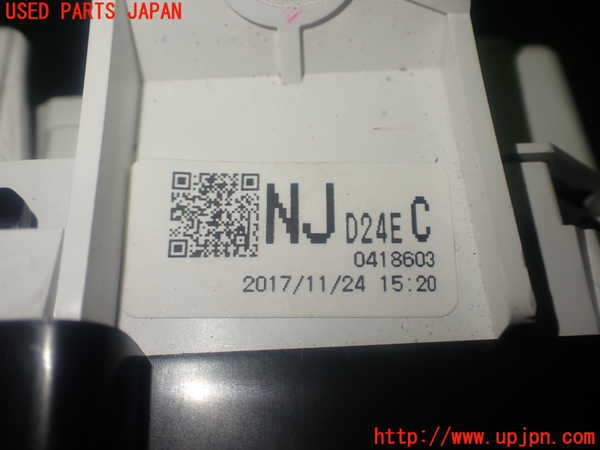 USED PARTS JAPAN
NJ D24E C
0418603
2017/11/24 15:20
http://www.upjpn.com/